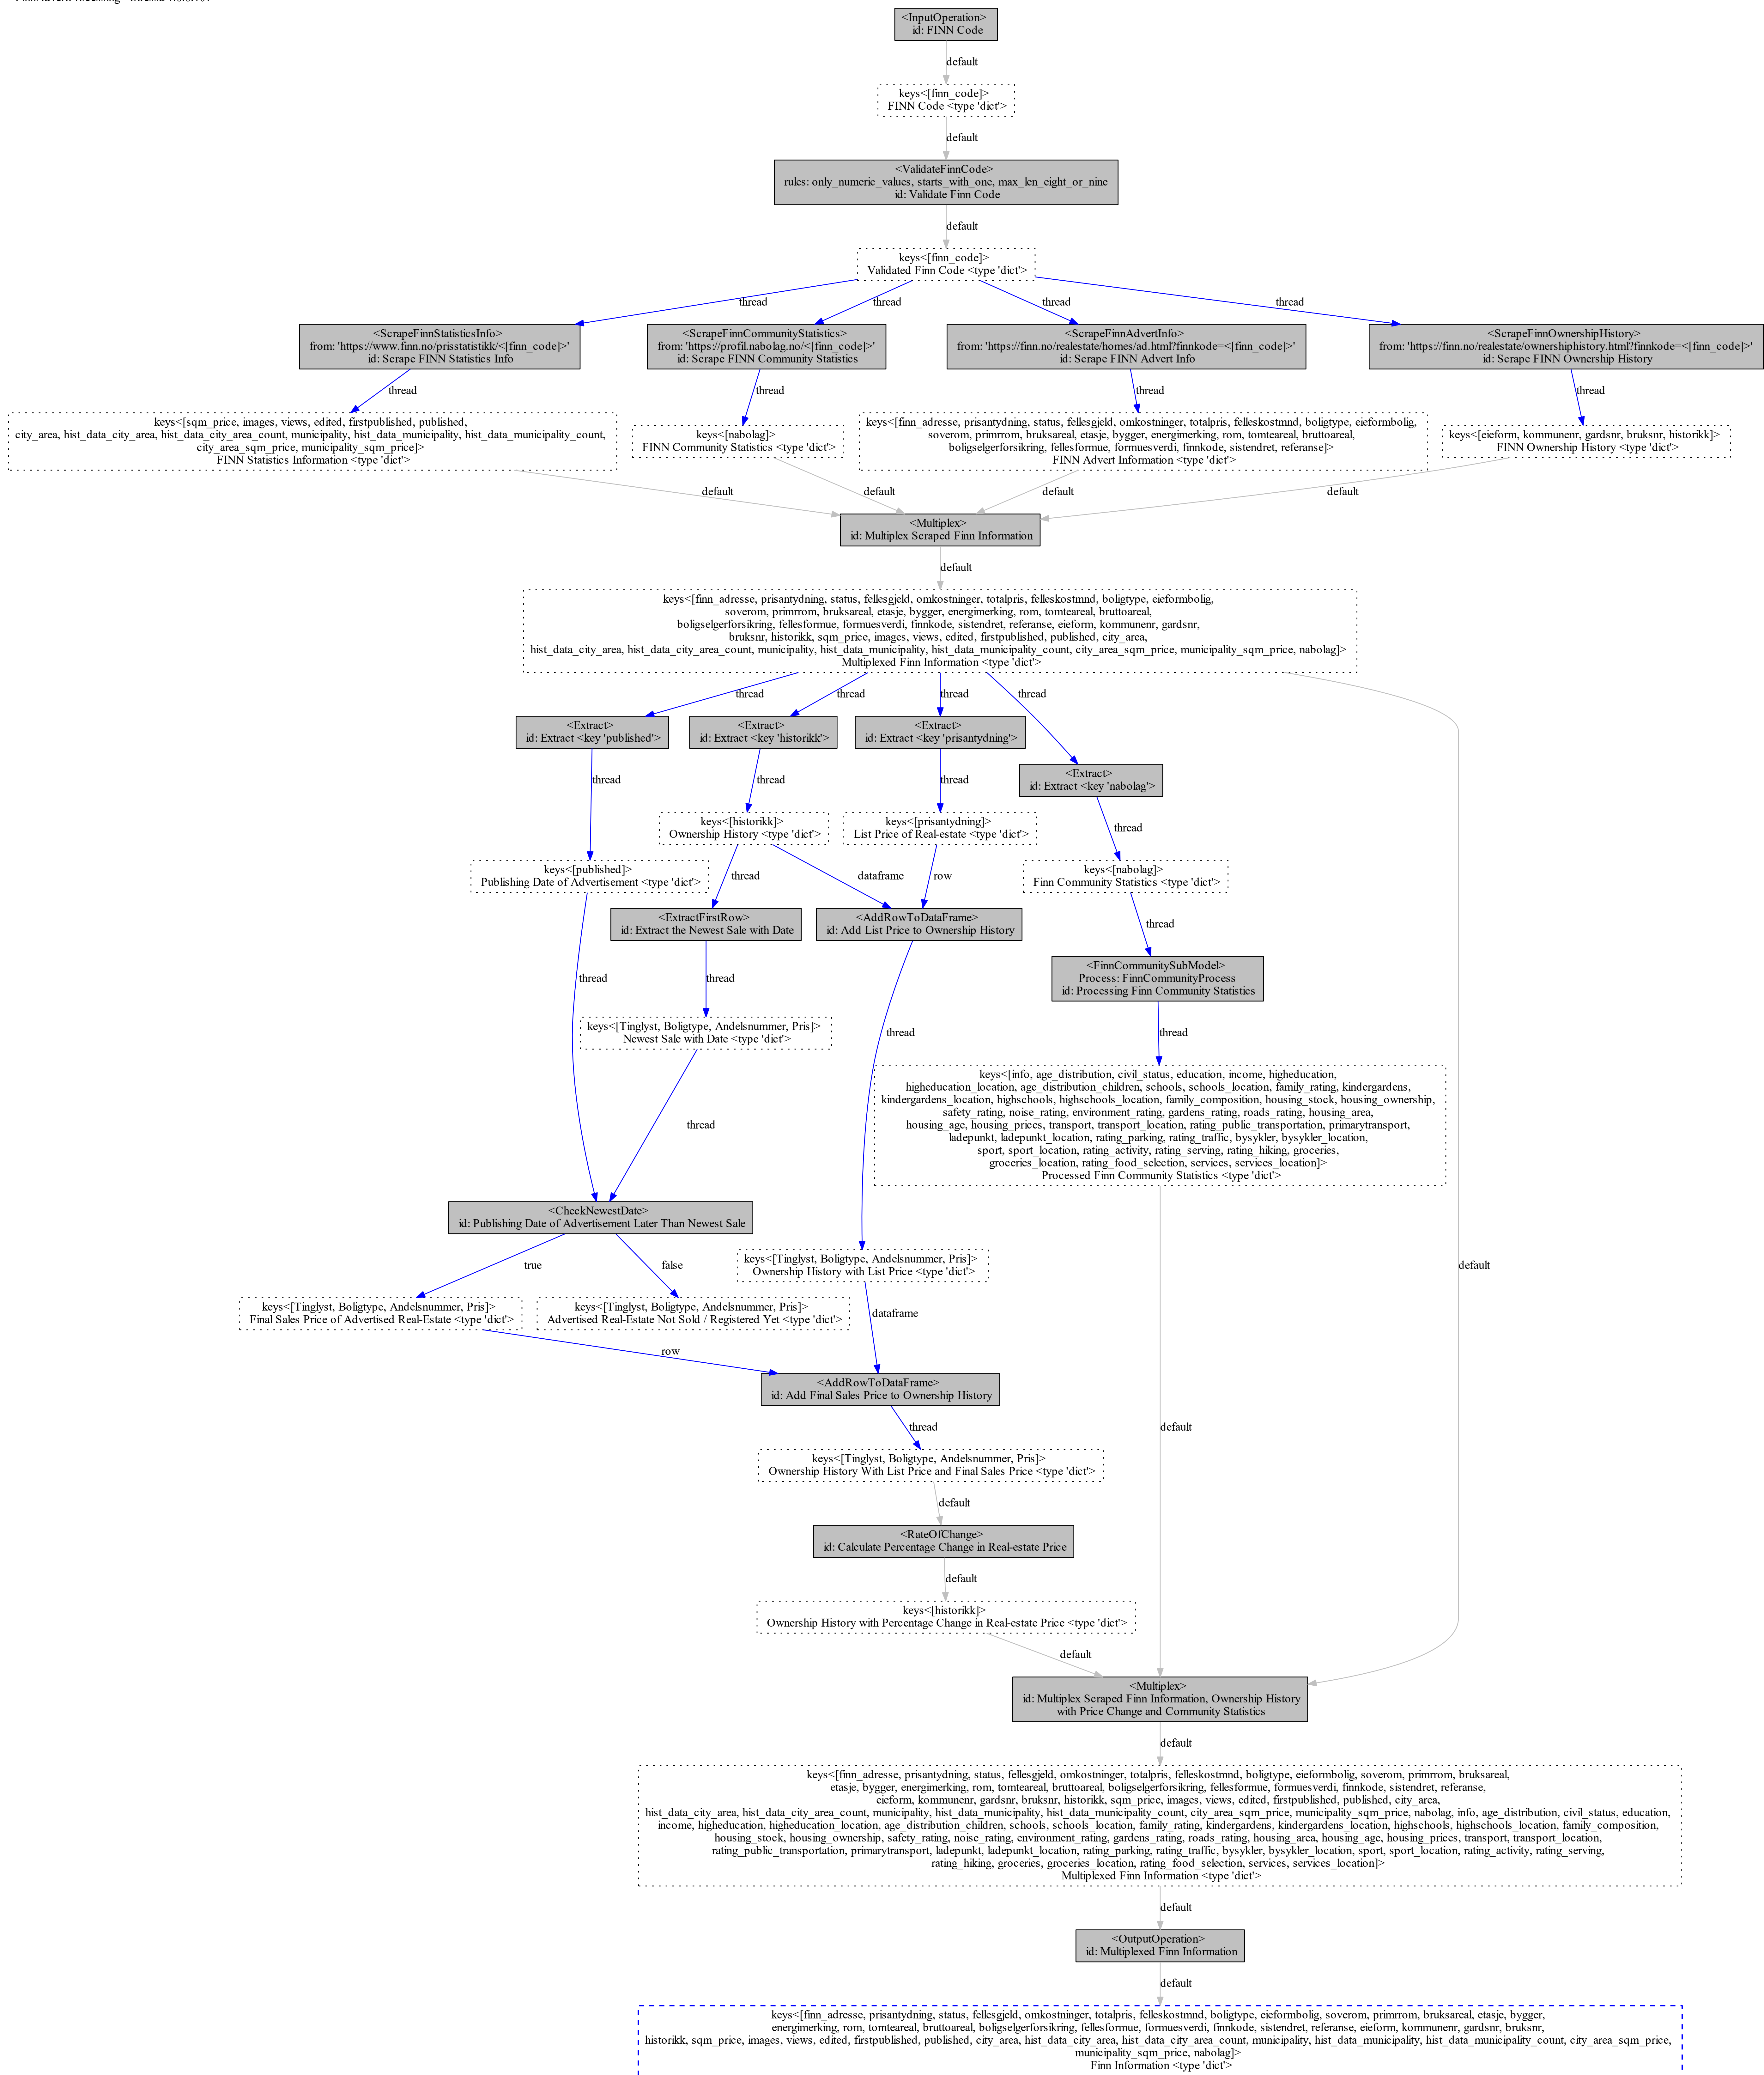 <InputOperation>
id: FINN Code
default
keys<[finn_code]>
FINN Code <type 'dict'>
default
<ValidateFinnCode>
rules: only_numeric_values, starts_with_one, max_len_eight_or_nine
id: Validate Finn Code
default
keys<[finn_code]>
Validated Finn Code <type 'dict'>
thread
thread
thread
thread
<ScrapeFinnStatisticsInfo>
from: 'https://www.finn.no/prisstatistikk/<[finn_code]>'
id: Scrape FINN Statistics Info
<ScrapeFinnCommunityStatistics>
from: 'https://profil.nabolag.no/<[finn_code]>'
id: Scrape FINN Community Statistics
<ScrapeFinnAdvertInfo>
from: 'https://finn.no/realestate/homes/ad.html?finnkode=<[finn_code]>'
id: Scrape FINN Advert Info
<ScrapeFinnOwnershipHistory>
from: 'https://finn.no/realestate/ownershiphistory.html?finnkode=<[finn_code]>'
id: Scrape FINN Ownership History
thread
thread
thread
thread
keys<[sqm_price, images, views, edited, firstpublished, published,
city_area, hist_data_city_area, hist_data_city_area_count, municipality, hist_data_municipality, hist_data_municipality_count,
city_area_sqm_price, municipality_sqm_price]>
FINN Statistics Information <type 'dict'>
keys<[nabolag]>
FINN Community Statistics <type 'dict'>
keys<[finn_adresse, prisantydning, status, fellesgjeld, omkostninger, totalpris, felleskostmnd, boligtype, eieformbolig,
soverom, primrrom, bruksareal, etasje, bygger, energimerking, rom, tomteareal, bruttoareal,
boligselgerforsikring, fellesformue, formuesverdi, finnkode, sistendret, referanse]>
FINN Advert Information <type 'dict'>
keys<[eieform, kommunenr, gardsnr, bruksnr, historikk]>
FINN Ownership History <type 'dict'>
default
default
default
default
<Multiplex>
id: Multiplex Scraped Finn Information
default
keys<[finn_adresse, prisantydning, status, fellesgjeld, omkostninger, totalpris, felleskostmnd, boligtype, eieformbolig,
soverom, primrrom, bruksareal, etasje, bygger, energimerking, rom, tomteareal, bruttoareal,
boligselgerforsikring, fellesformue, formuesverdi, finnkode, sistendret, referanse, eieform, kommunenr, gardsnr,
bruksnr, historikk, sqm_price, images, views, edited, firstpublished, published, city_area,
hist_data_city_area, hist_data_city_area_count, municipality, hist_data_municipality, hist_data_municipality_count, city_area_sqm_price, municipality_sqm_price, nabolag]>
Multiplexed Finn Information <type 'dict'>
thread
thread
thread
thread
<Extract>
id: Extract <key 'published'>
<Extract>
id: Extract <key 'historikk'>
<Extract>
id: Extract <key 'prisantydning'>
<Extract>
id: Extract <key 'nabolag'>
thread
thread
thread
thread
keys<[historikk]>
Ownership History <type 'dict'>
keys<[prisantydning]>
List Price of Real-estate <type 'dict'>
keys<[published]>
Publishing Date of Advertisement <type 'dict'>
keys<[nabolag]>
Finn Community Statistics <type 'dict'>
thread
dataframe
row
<ExtractFirstRow>
id: Extract the Newest Sale with Date
<AddRowToDataFrame>
id: Add List Price to Ownership History
thread
<FinnCommunitySubModel>
Process: FinnCommunityProcess
id: Processing Finn Community Statistics
thread
thread
thread
thread
keys<[Tinglyst, Boligtype, Andelsnummer, Pris]>
Newest Sale with Date <type 'dict'>
keys<[info, age_distribution, civil_status, education, income, higheducation,
higheducation_location, age_distribution_children, schools, schools_location, family_rating, kindergardens,
kindergardens_location, highschools, highschools_location, family_composition, housing_stock, housing_ownership,
safety_rating, noise_rating, environment_rating, gardens_rating, roads_rating, housing_area,
housing_age, housing_prices, transport, transport_location, rating_public_transportation, primarytransport,
ladepunkt, ladepunkt_location, rating_parking, rating_traffic, bysykler, bysykler_location,
sport, sport_location, rating_activity, rating_serving, rating_hiking, groceries,
groceries_location, rating_food_selection, services, services_location]>
Processed Finn Community Statistics <type 'dict'>
thread
<CheckNewestDate>
id: Publishing Date of Advertisement Later Than Newest Sale
true
false
keys<[Tinglyst, Boligtype, Andelsnummer, Pris]>
Ownership History with List Price <type 'dict'>
default
keys<[Tinglyst, Boligtype, Andelsnummer, Pris]>
Final Sales Price of Advertised Real-Estate <type 'dict'>
keys<[Tinglyst, Boligtype, Andelsnummer, Pris]>
Advertised Real-Estate Not Sold / Registered Yet <type 'dict'>
dataframe
row
<AddRowToDataFrame>
id: Add Final Sales Price to Ownership History
thread
default
keys<[Tinglyst, Boligtype, Andelsnummer, Pris]>
Ownership History With List Price and Final Sales Price <type 'dict'>
default
<RateOfChange>
id: Calculate Percentage Change in Real-estate Price
default
keys<[historikk]>
Ownership History with Percentage Change in Real-estate Price <type 'dict'>
default
<Multiplex>
id: Multiplex Scraped Finn Information, Ownership History
with Price Change and Community Statistics
default
keys<[finn_adresse, prisantydning, status, fellesgjeld, omkostninger, totalpris, felleskostmnd, boligtype, eieformbolig, soverom, primrrom, bruksareal,
etasje, bygger, energimerking, rom, tomteareal, bruttoareal, boligselgerforsikring, fellesformue, formuesverdi, finnkode, sistendret, referanse,
eieform, kommunenr, gardsnr, bruksnr, historikk, sqm_price, images, views, edited, firstpublished, published, city_area,
hist_data_city_area, hist_data_city_area_count, municipality, hist_data_municipality, hist_data_municipality_count, city_area_sqm_price, municipality_sqm_price, nabolag, info, age_distribution, civil_status, education,
income, higheducation, higheducation_location, age_distribution_children, schools, schools_location, family_rating, kindergardens, kindergardens_location, highschools, highschools_location, family_composition,
housing_stock, housing_ownership, safety_rating, noise_rating, environment_rating, gardens_rating, roads_rating, housing_area, housing_age, housing_prices, transport, transport_location,
rating_public_transportation, primarytransport, ladepunkt, ladepunkt_location, rating_parking, rating_traffic, bysykler, bysykler_location, sport, sport_location, rating_activity, rating_serving,
rating_hiking, groceries, groceries_location, rating_food_selection, services, services_location]>
Multiplexed Finn Information <type 'dict'>
default
<OutputOperation>
id: Multiplexed Finn Information
default
keys<[finn_adresse, prisantydning, status, fellesgjeld, omkostninger, totalpris, felleskostmnd, boligtype, eieformbolig, soverom, primrrom, bruksareal, etasje, bygger,
energimerking, rom, tomteareal, bruttoareal, boligselgerforsikring, fellesformue, formuesverdi, finnkode, sistendret, referanse, eieform, kommunenr, gardsnr, bruksnr,
historikk, sqm_price, images, views, edited, firstpublished, published, city_area, hist_data_city_area, hist_data_city_area_count, municipality, hist_data_municipality, hist_data_municipality_count, city_area_sqm_price,
municipality_sqm_price, nabolag]>
Finn Information <type 'dict'>